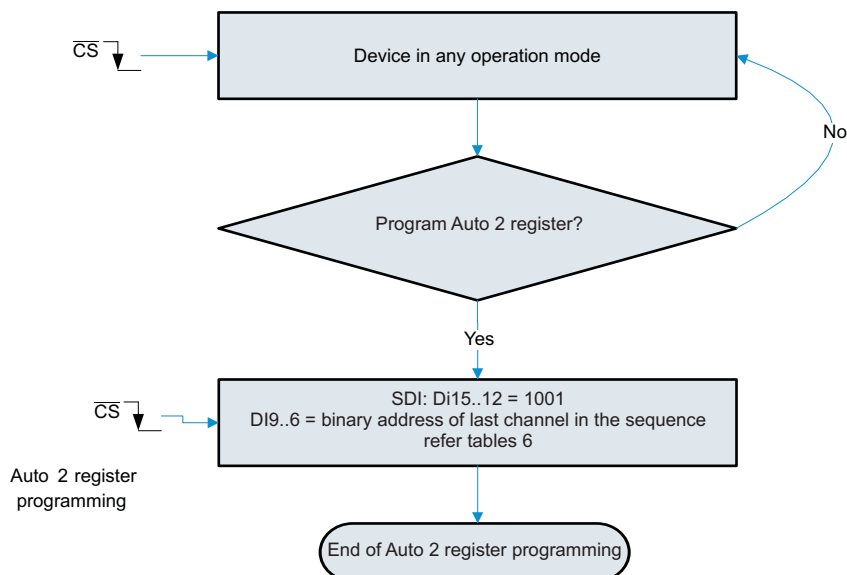 CS
Device in any operation mode
No
Program Auto 2 register?
Yes
CS
SDI: Di15..12 = 1001
DI9..6 = binary address of last channel in the sequence
refer tables 6
Auto 2 register
programming
End of Auto 2 register programming